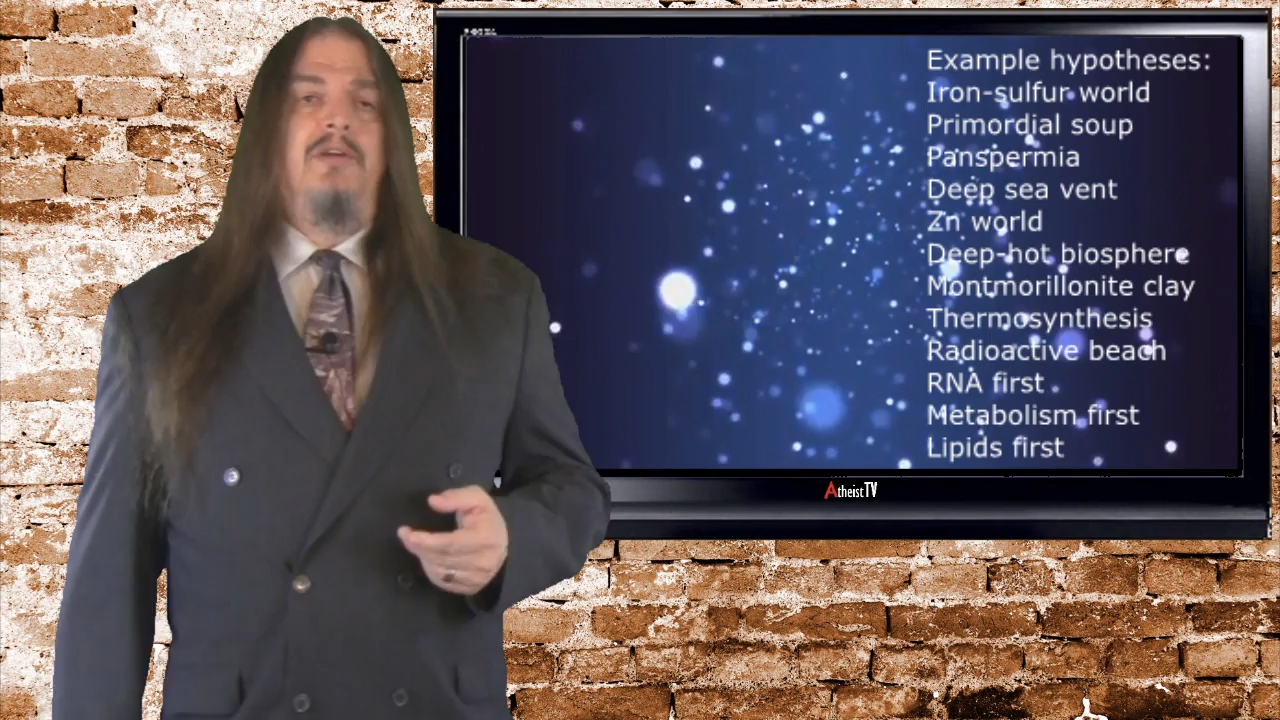 Example hypotheses:
Iron-sulfur world
Primordial soup
Panspermia
Deep sea vent
Zn world
Deep-hot biosphere
Montmorillonite clay
Thermosynthesis
Radioactive beach
RNA first
Metabolism first
Lipids first
AtheistTV